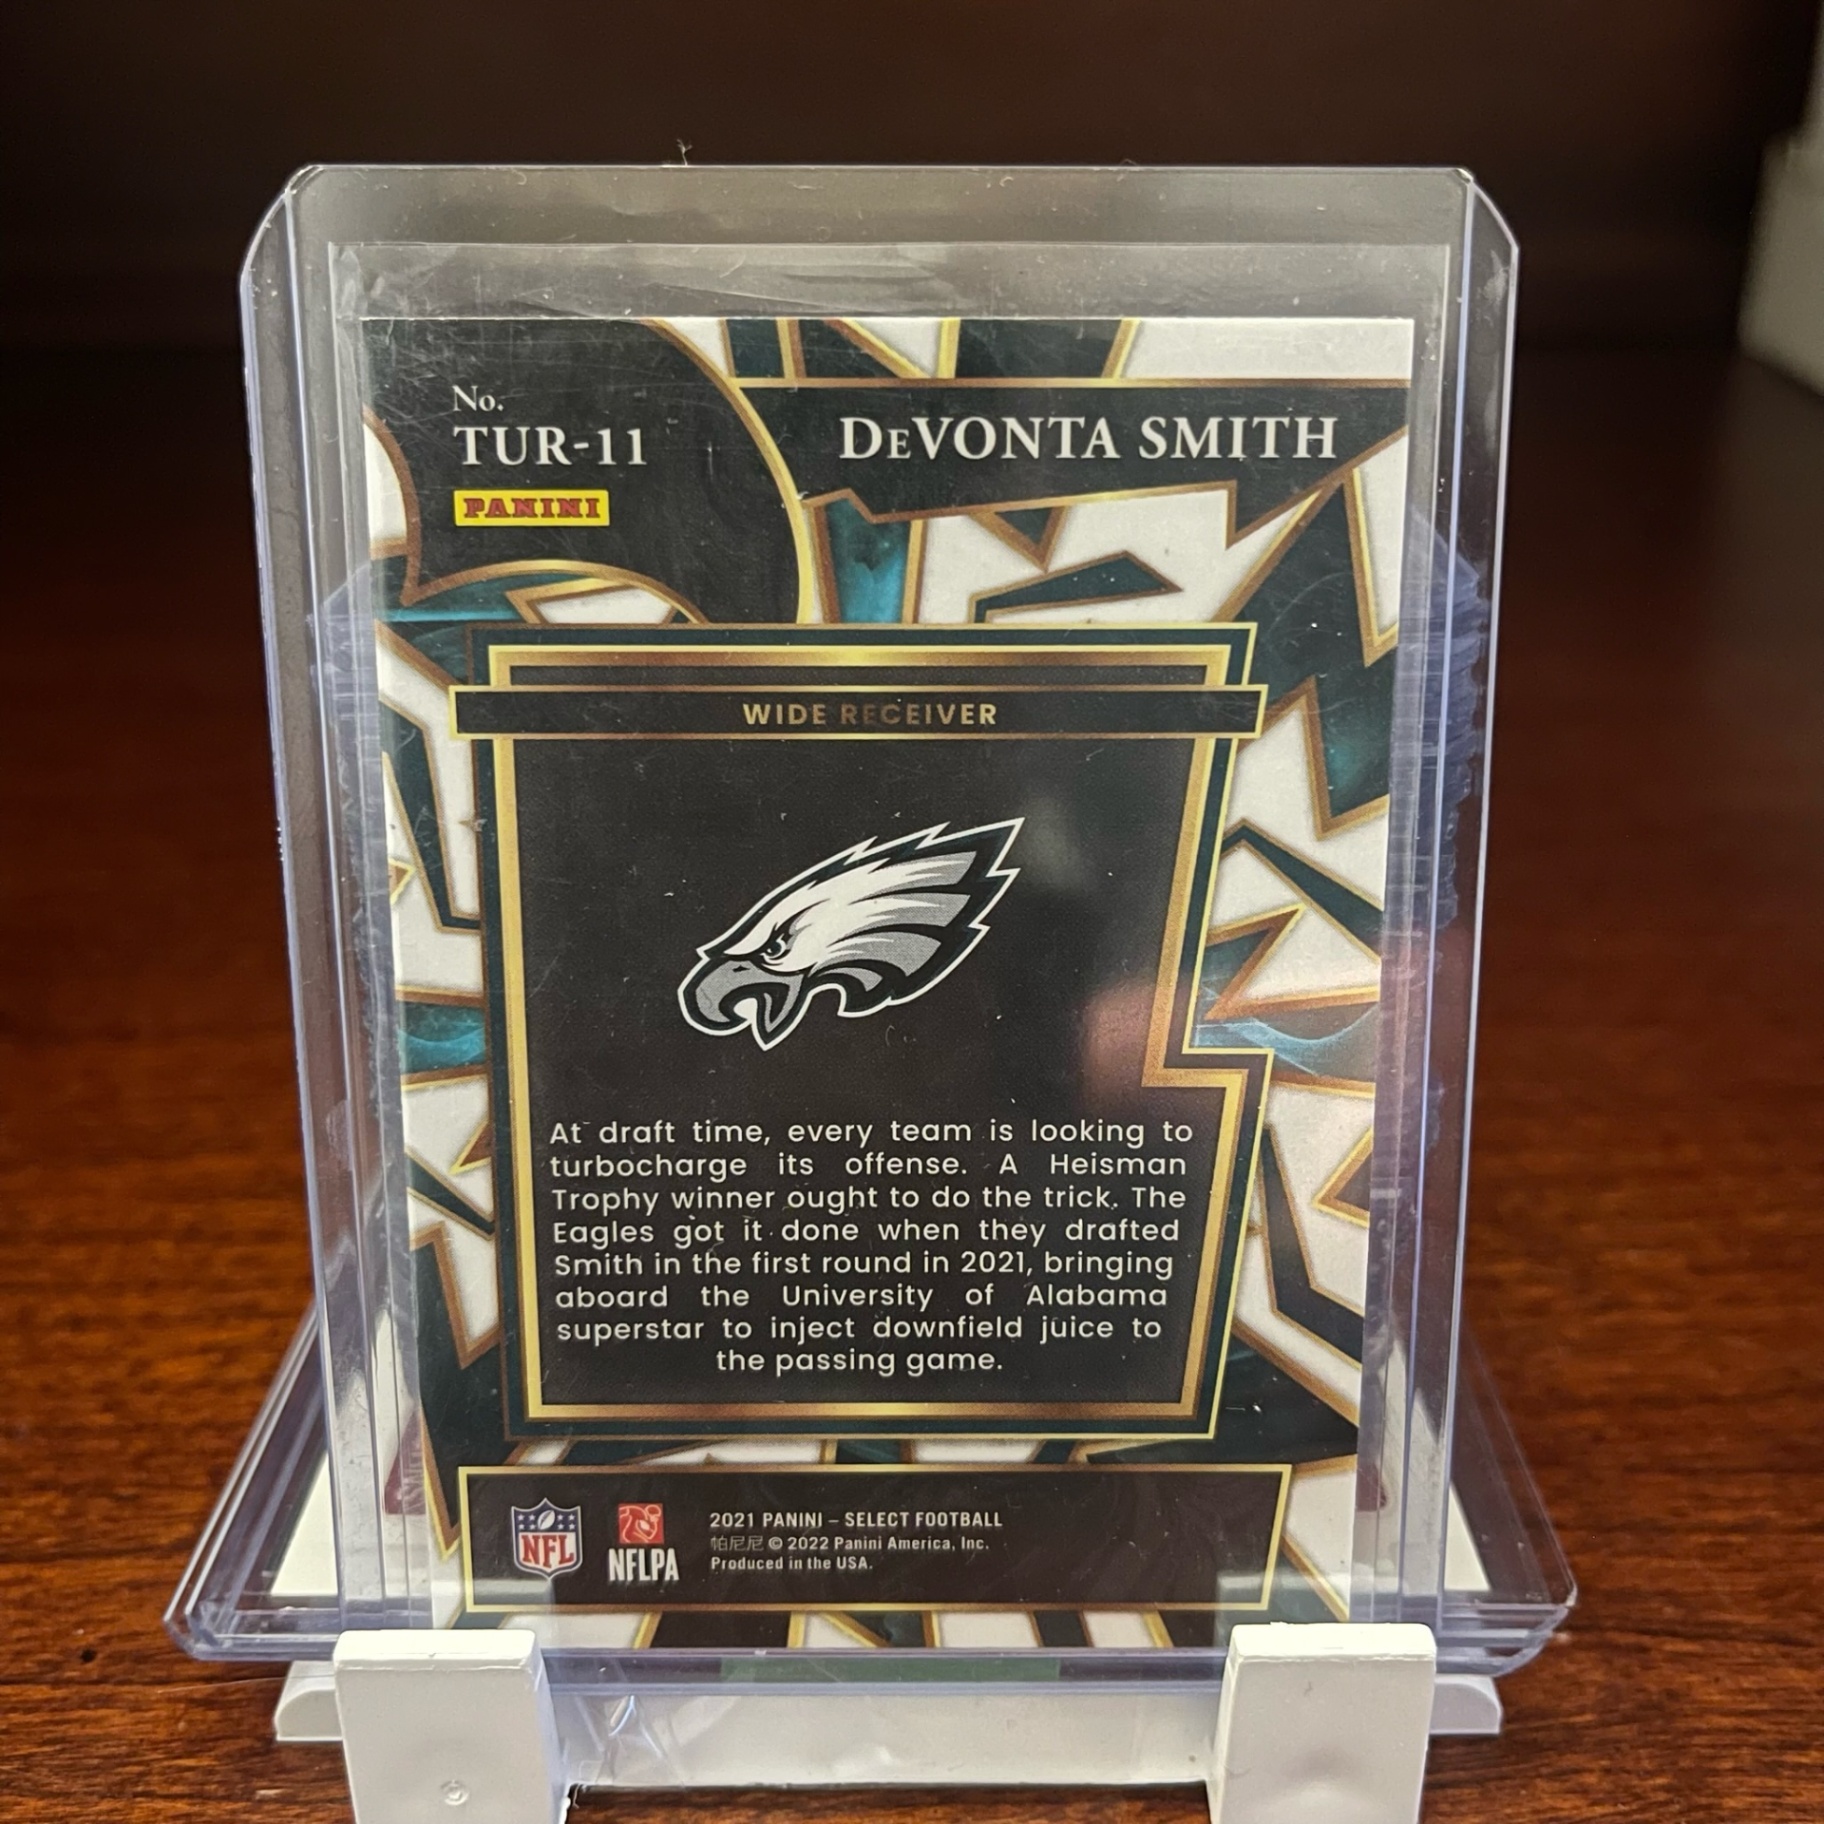 No.
TUR-11
PANINI
DeVONTA SMITH
WIDE RECEIVER
At draft time, every team is looking to
turbocharge its offense. A Heisman
Trophy winner ought to do the trick. The
Eagles got it done when they drafted
Smith in the first round in 2021, bringing
aboard the University of Alabama
superstar to inject downfield juice to
the passing game.
NFL
NFLPA
2021 PANINI – SELECT FOOTBALL
帕尼尼 © 2022 Panini America, Inc.
Produced in the USA.